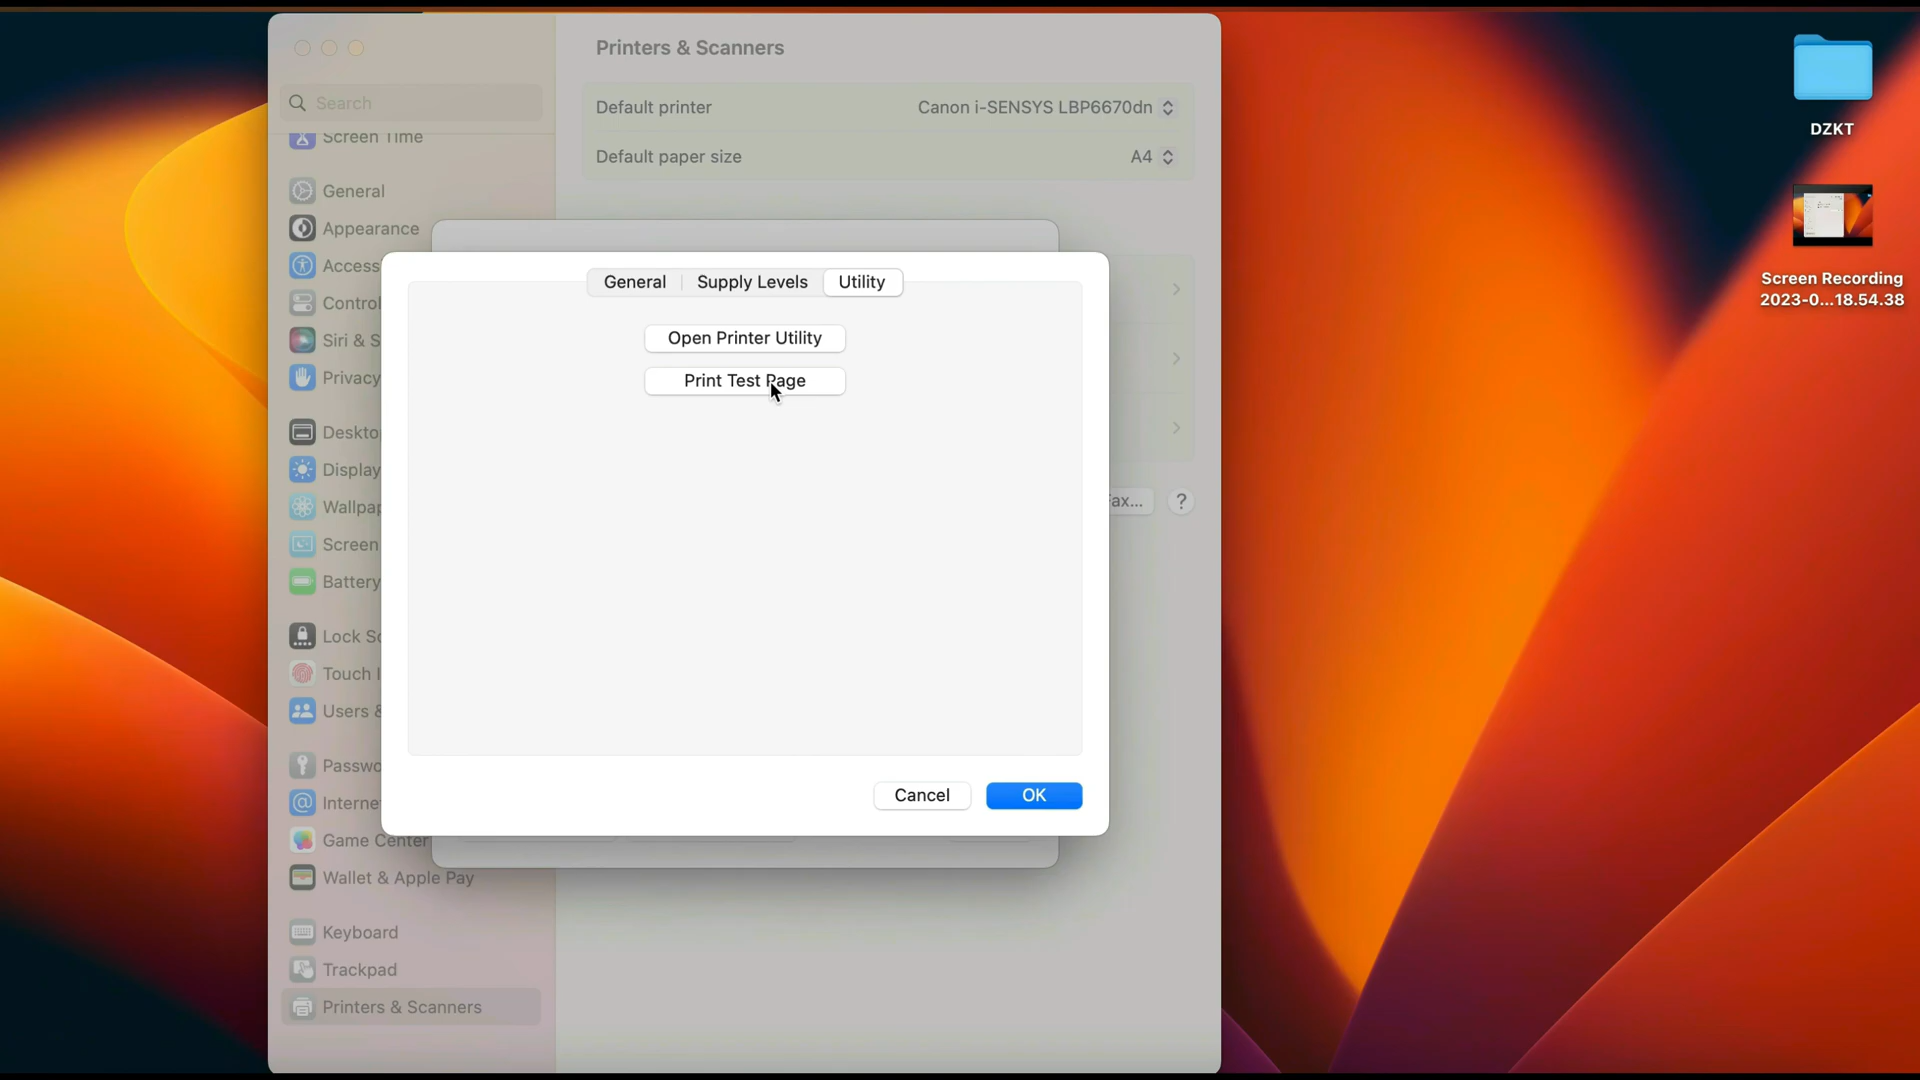 Printers & Scanners
Search
Default printer
Canon i-SENSYS LBP6670dn
Default paper size
A4
Screen Time
General
Appearance
Access
Control
Siri & S
Privacy
Deskto
Display
Wallpap
Screen
Battery
Lock Sc
Touch I
Users &
Passwo
Interne
Game Center
Wallet & Apple Pay
Keyboard
Trackpad
Printers & Scanners
General
Supply Levels
Utility
Open Printer Utility
Print Test Page
Cancel
OK
Fax...
?
DZKT
Screen Recording
2023-0...18.54.38